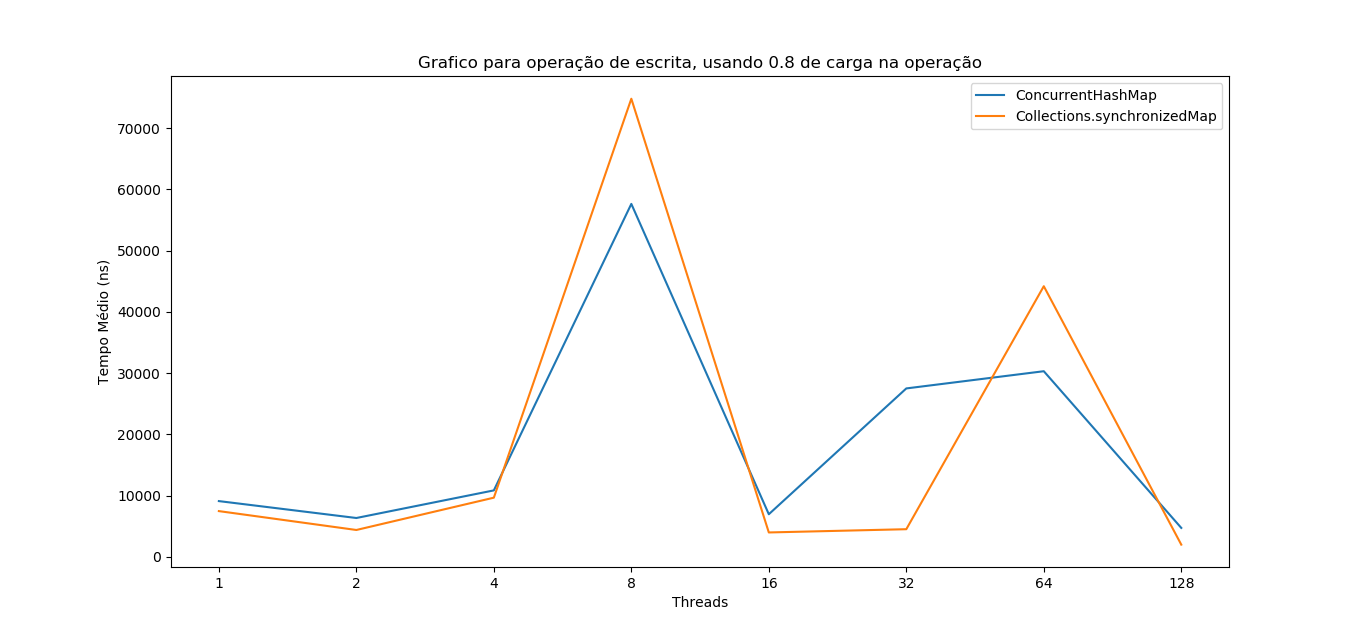 Grafico para operação de escrita, usando 0.8 de carga na operação
ConcurrentHashMap
Collections.synchronizedMap
Tempo Médio (ns)
70000
60000
50000
40000
30000
20000
10000
0
1 2 4 8 16 32 64 128
Threads